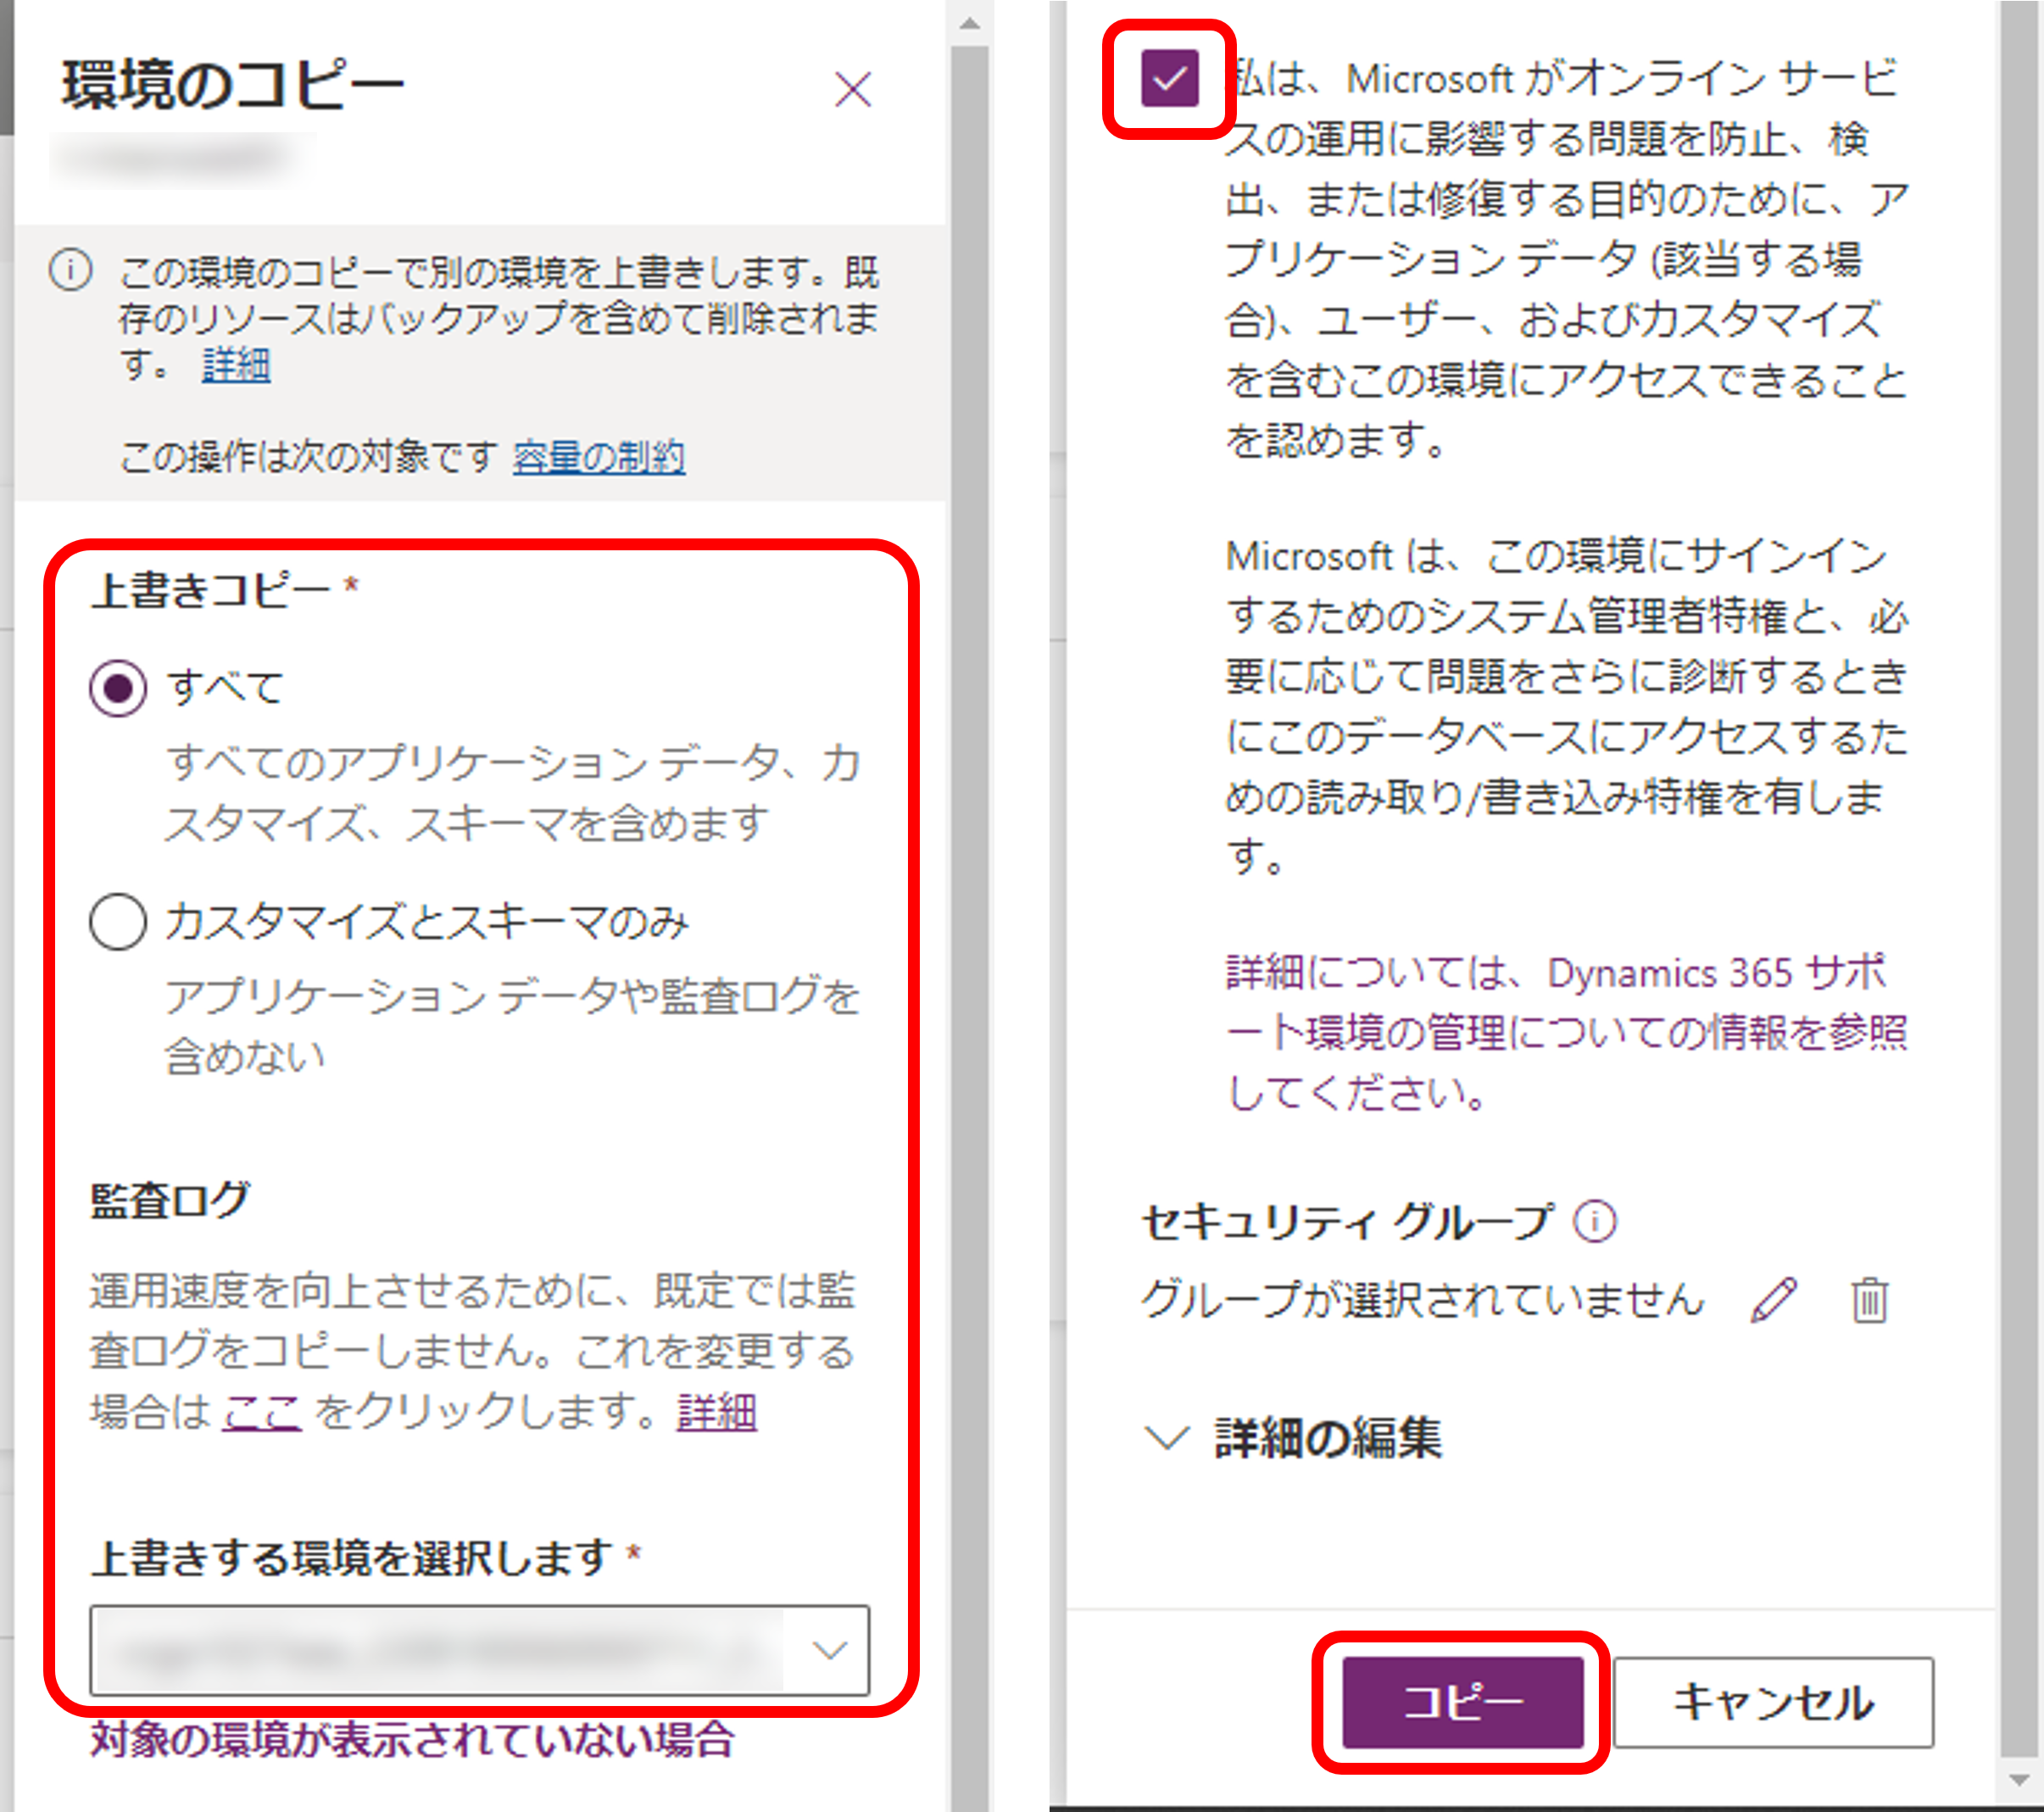 環境のコピー
この環境のコピーで別の環境を上書きします。既
存のリソースはバックアップを含めて削除されま
す。 詳細
この操作は次の対象です 容量の制約
上書きコピー *
すべて
すべてのアプリケーション データ、カ
スタマイズ、スキーマを含めます
カスタマイズとスキーマのみ
アプリケーション データや監査ログを
含めない
監査ログ
運用速度を向上させるために、既定では監
査ログをコピーしません。これを変更する
場合は ここ をクリックします。詳細
上書きする環境を選択します *
対象の環境が表示されていない場合
私は、Microsoft がオンライン サービ
スの運用に影響する問題を防止、検
出、または修復する目的のために、ア
プリケーション データ (該当する場
合)、ユーザー、およびカスタマイズ
を含むこの環境にアクセスできること
を認めます。
Microsoft は、この環境にサインイン
するためのシステム管理者特権と、必
要に応じて問題をさらに診断するとき
にこのデータベースにアクセスするた
めの読み取り/書き込み特権を有しま
す。
詳細については、Dynamics 365 サポ
ート環境の管理についての情報を参照
してください。
セキュリティ グループ
グループが選択されていません
詳細の編集
コピー
キャンセル